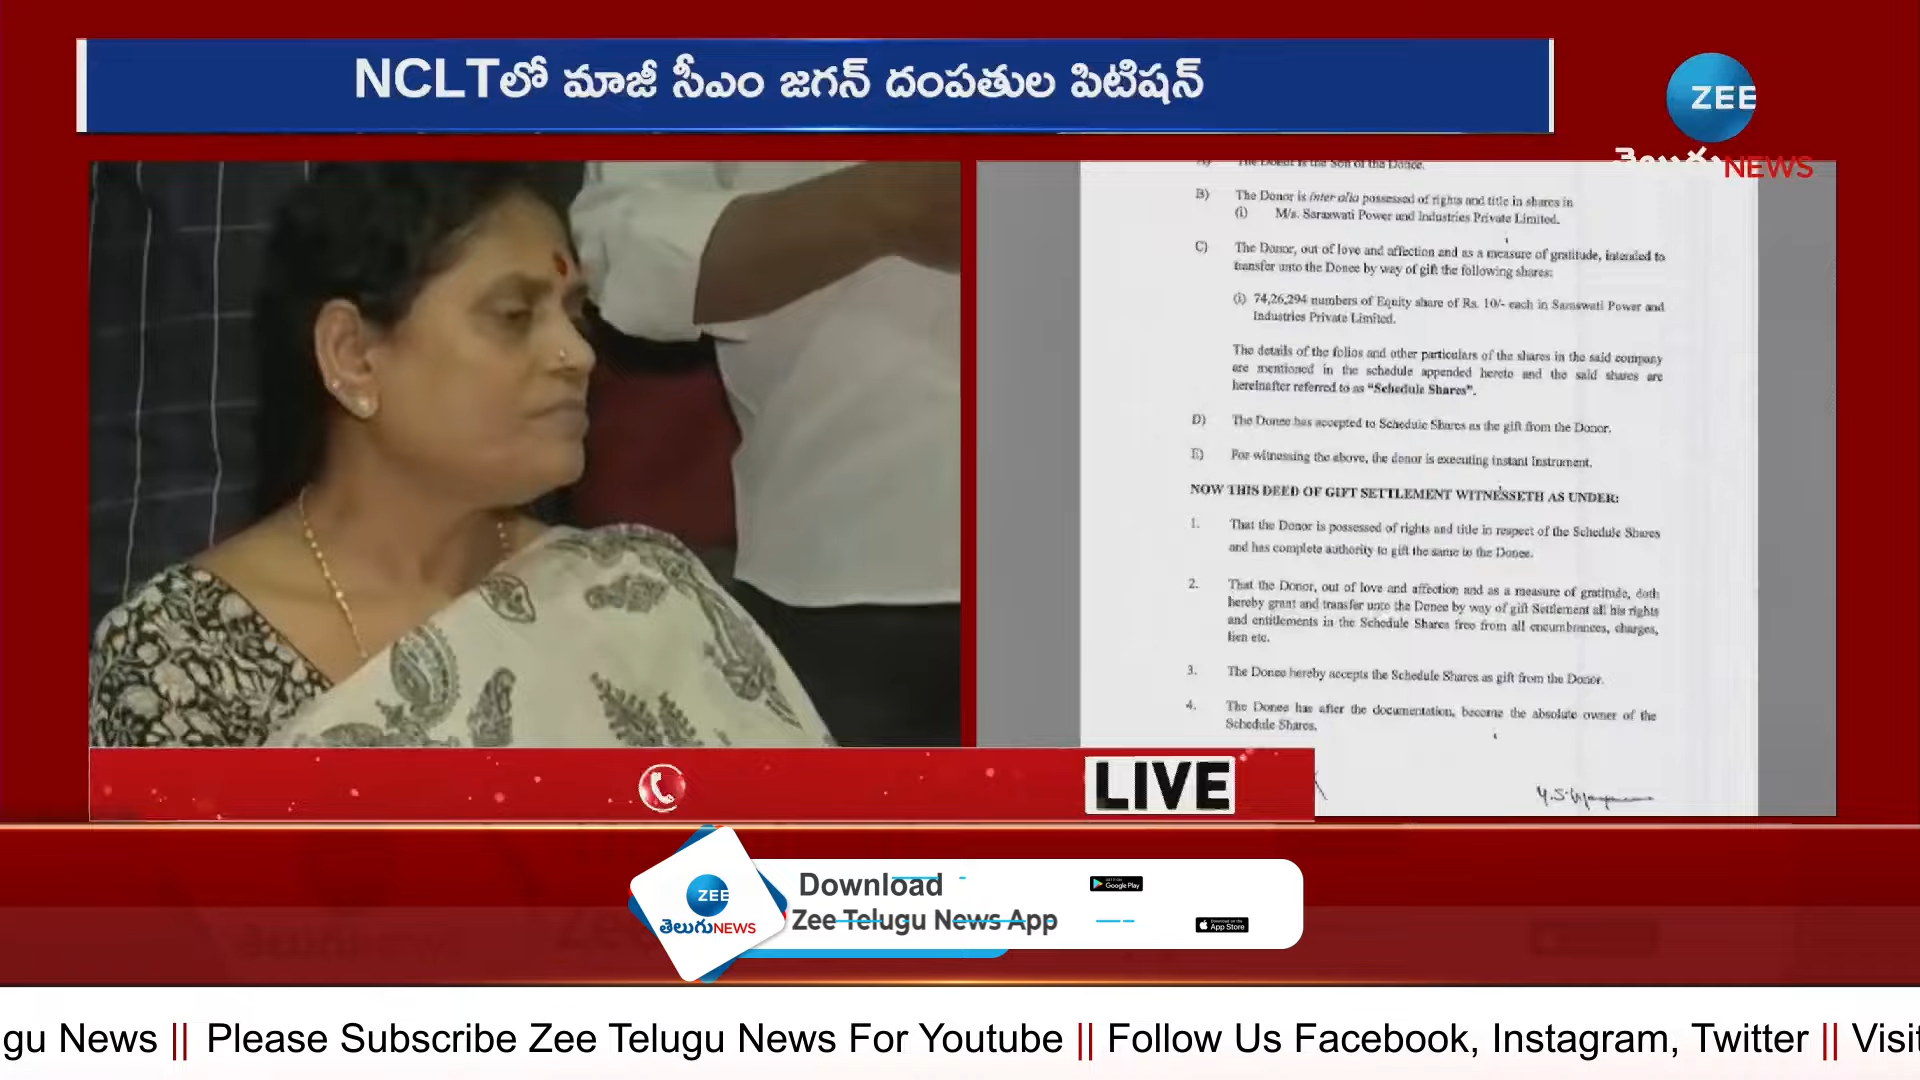 NCLTలో మాజీ సీఎం జగన్ దంపతుల పిటిషన్
ZEE
తెలుగు NEWS
A) The Donor is the Son of the Donee.
B) The Donor is inter alia possessed of rights and title in shares in
(i) M/s. Saraswati Power and Industries Private Limited.
C) The Donor, out of love and affection and as a measure of gratitude, intended to
transfer unto the Donee by way of gift the following shares:
(i) 74,26,294 numbers of Equity share of Rs. 10/- each in Saraswati Power and
Industries Private Limited.
The details of the folios and other particulars of the shares in the said company
are mentioned in the schedule appended hereto and the said shares are
hereinafter referred to as "Schedule Shares".
D) The Donee has accepted to Schedule Shares as the gift from the Donor.
E) For witnessing the above, the donor is executing instant Instrument.
NOW THIS DEED OF GIFT SETTLEMENT WITNESSETH AS UNDER:
1. That the Donor is possessed of rights and title in respect of the Schedule Shares
and has complete authority to gift the same to the Donee.
2. That the Donor, out of love and affection and as a measure of gratitude, doth
hereby grant and transfer unto the Donee by way of gift Settlement all his rights
and entitlements in the Schedule Shares free from all encumbrances, charges,
lien etc.
3. The Donee hereby accepts the Schedule Shares as gift from the Donor.
4. The Donee has after the documentation, become the absolute owner of the
Schedule Shares.
LIVE
ZEE
తెలుగుNEWS
Download
Zee Telugu News App
Google Play
App Store
gu News || Please Subscribe Zee Telugu News For Youtube || Follow Us Facebook, Instagram, Twitter || Visit